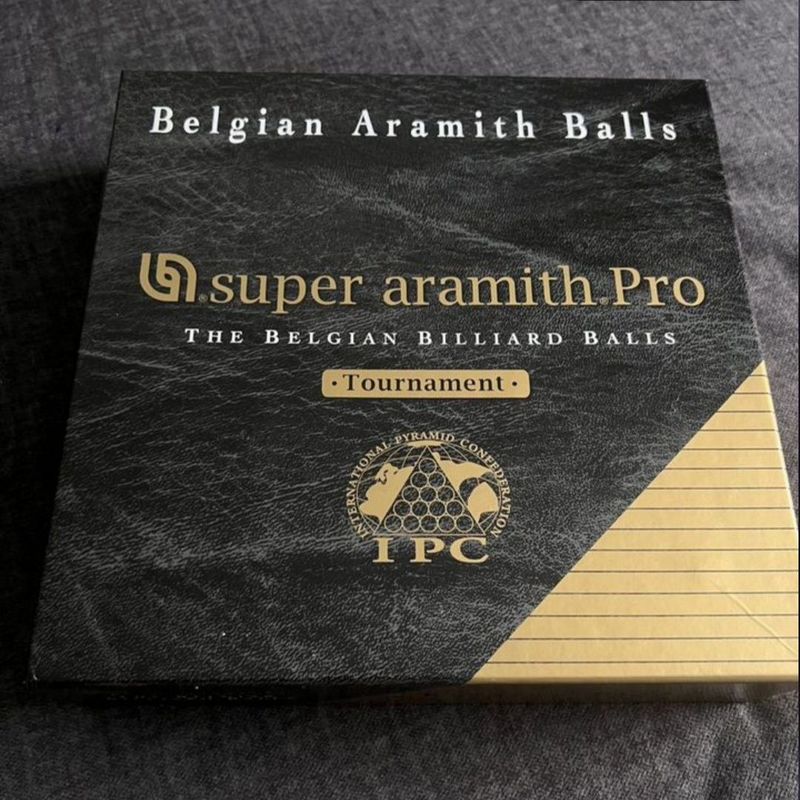 Belgian Aramith Balls
super aramith® Pro
THE BELGIAN BILLIARD BALLS
· Tournament ·
INTERNATIONAL PYRAMID CONFEDERATION
IPC